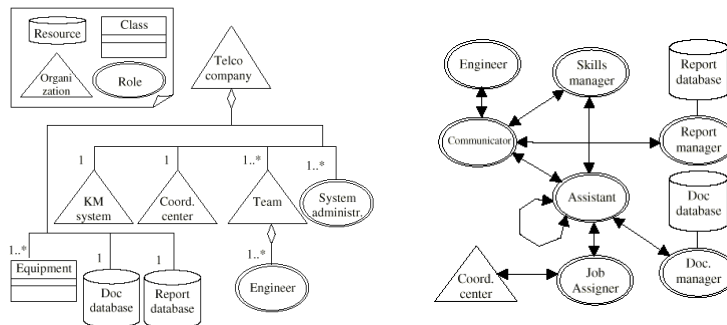 Resource
Class
Organi
zation
Role
Telco
company
1
1
1..*
1..*
KM
system
Coord.
center
Team
System
administr.
1..*
1
1
1..*
Equipment
Doc
database
Report
database
Engineer
Engineer
Skills
manager
Report
database
Communicator
Report
manager
Assistant
Doc
database
Coord.
center
Job
Assigner
Doc.
manager